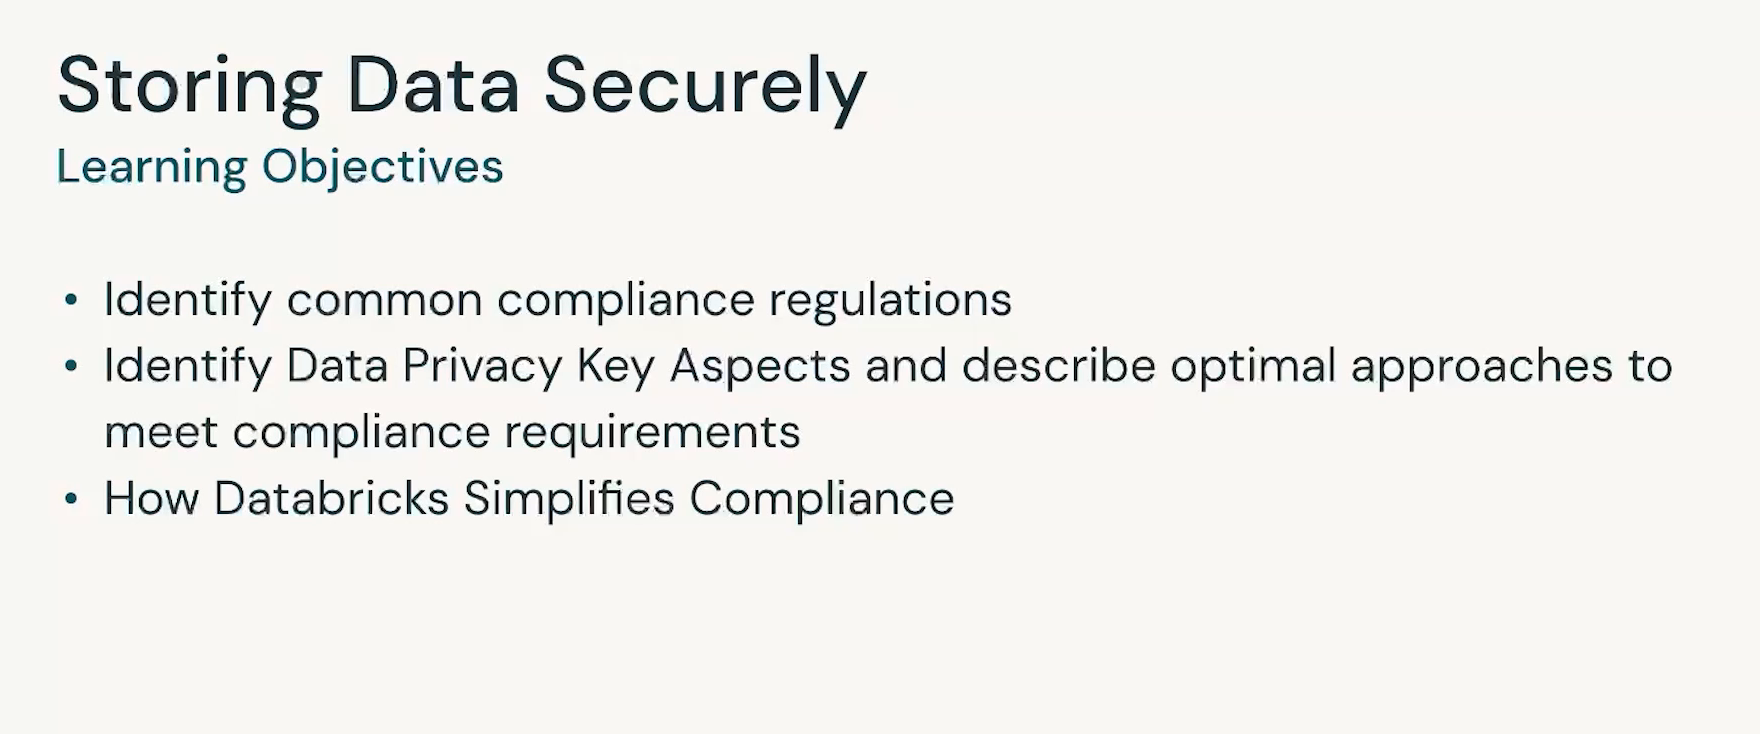 Storing Data Securely
Learning Objectives
• Identify common compliance regulations
• Identify Data Privacy Key Aspects and describe optimal approaches to
meet compliance requirements
• How Databricks Simplifies Compliance